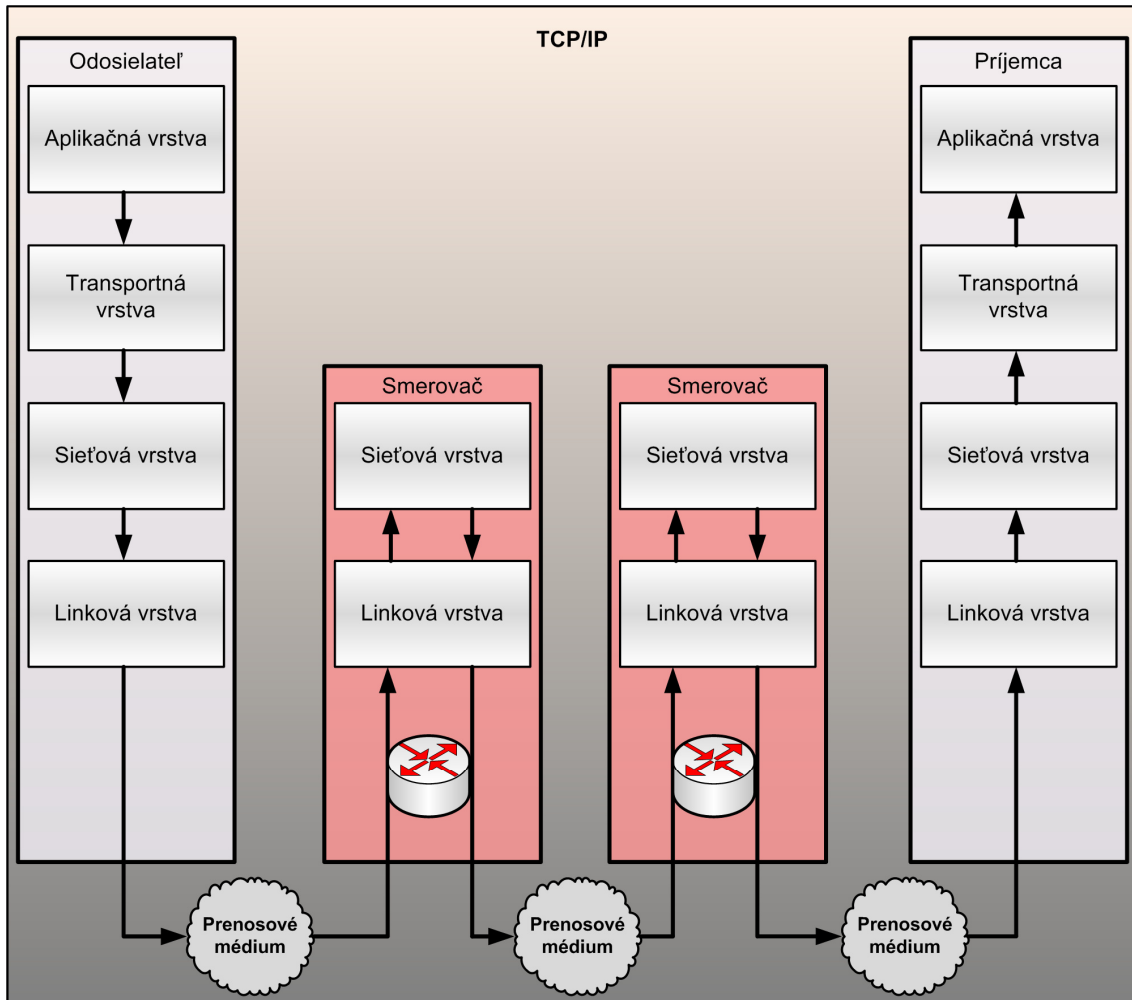 TCP/IP
Odosielateľ
Aplikačná vrstva
Transportná
vrstva
Sieťová vrstva
Linková vrstva
Smerovač
Sieťová vrstva
Linková vrstva
Smerovač
Sieťová vrstva
Linková vrstva
Príjemca
Aplikačná vrstva
Transportná
vrstva
Sieťová vrstva
Linková vrstva
Prenosové
médium
Prenosové
médium
Prenosové
médium